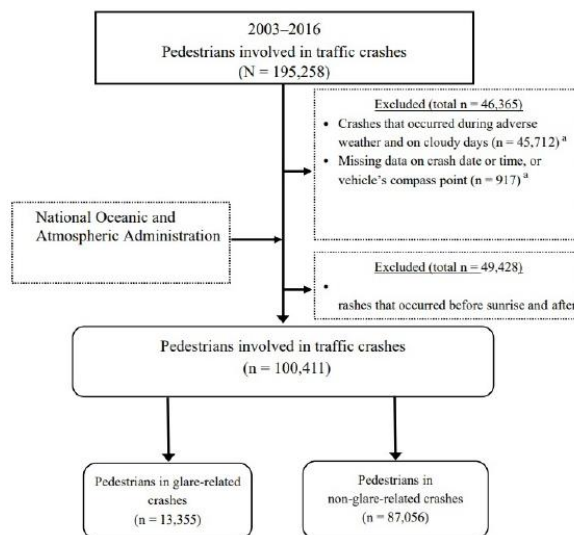 2003–2016
Pedestrians involved in traffic crashes
(N = 195,258)
Excluded (total n = 46,365)
• Crashes that occurred during adverse
weather and on cloudy days (n = 45,712) a
• Missing data on crash date or time, or
vehicle's compass point (n = 917) a
National Oceanic and
Atmospheric Administration
Excluded (total n = 49,428)
•
rashes that occurred before sunrise and after
Pedestrians involved in traffic crashes
(n = 100,411)
Pedestrians in glare-related
crashes
(n = 13,355)
Pedestrians in
non-glare-related crashes
(n = 87,056)